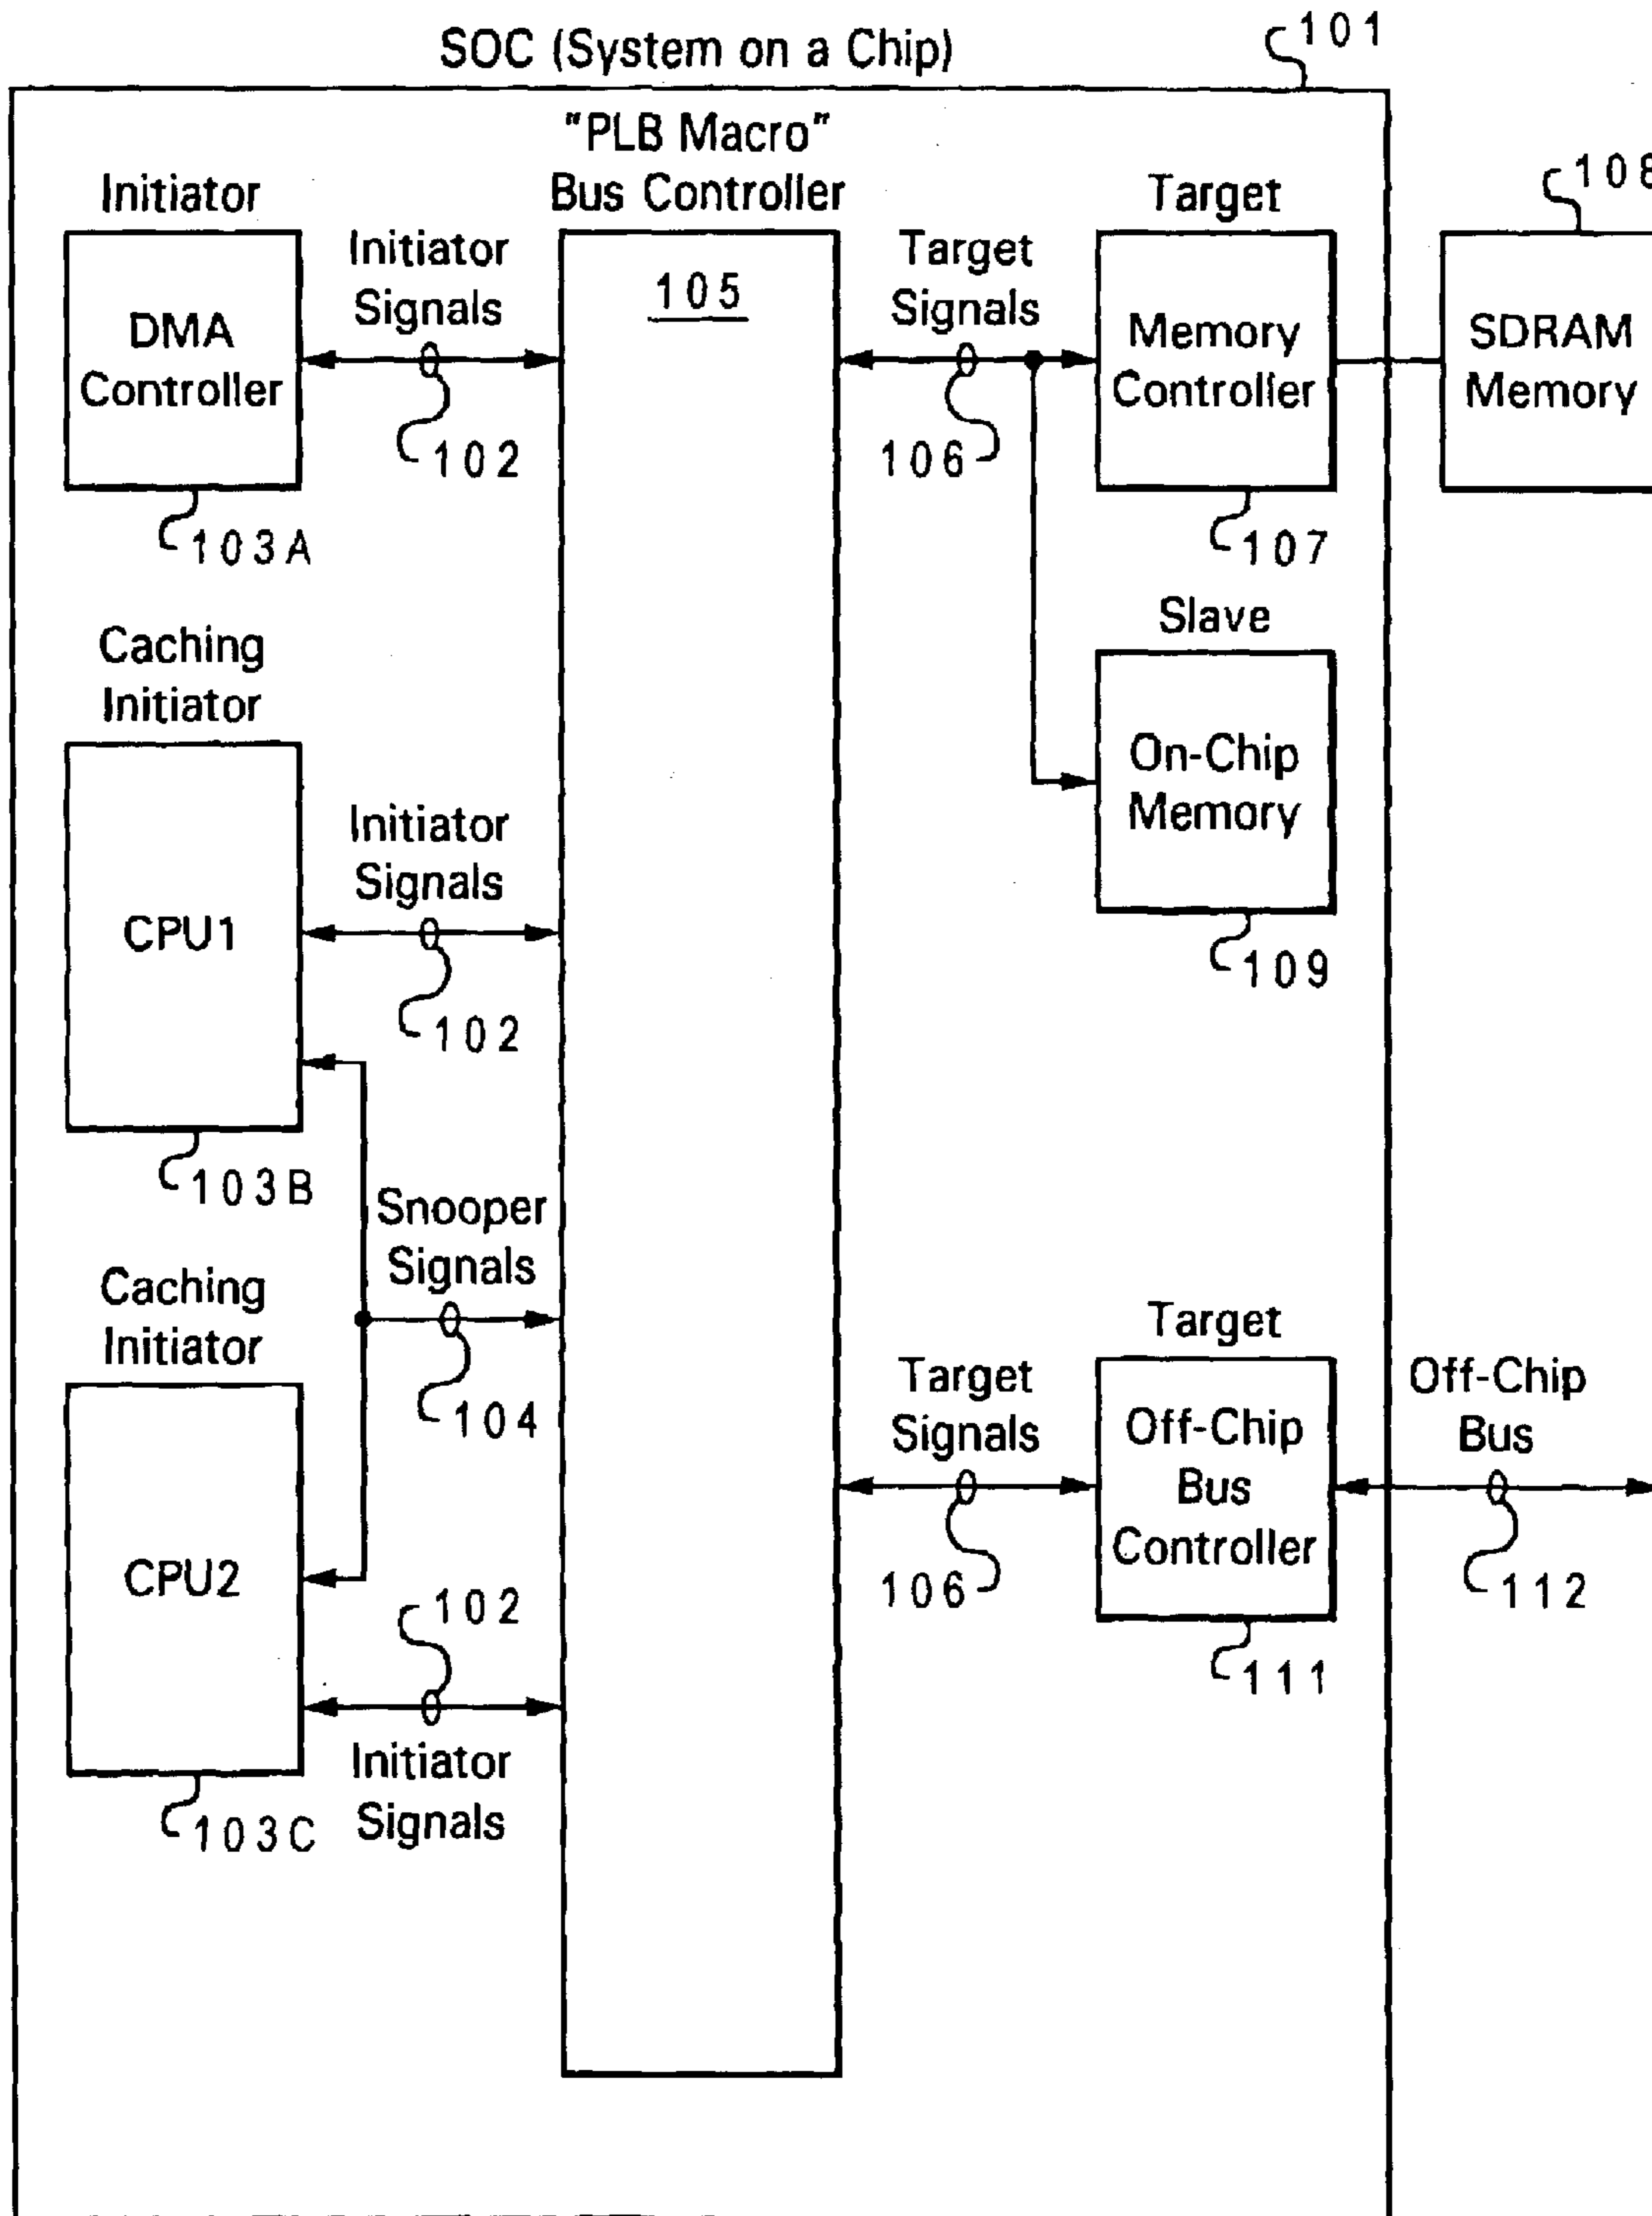 SOC (System on a Chip)
101
"PLB Macro"
Bus Controller
105
Initiator
DMA
Controller
103A
Initiator
Signals
102
Target
Signals
106
Target
Memory
Controller
107
108
SDRAM
Memory
Slave
On-Chip
Memory
109
Caching
Initiator
CPU1
103B
Initiator
Signals
102
Snooper
Signals
104
Caching
Initiator
CPU2
103C
102
Initiator
Signals
Target
Signals
106
Target
Off-Chip
Bus
Controller
111
Off-Chip
Bus
112